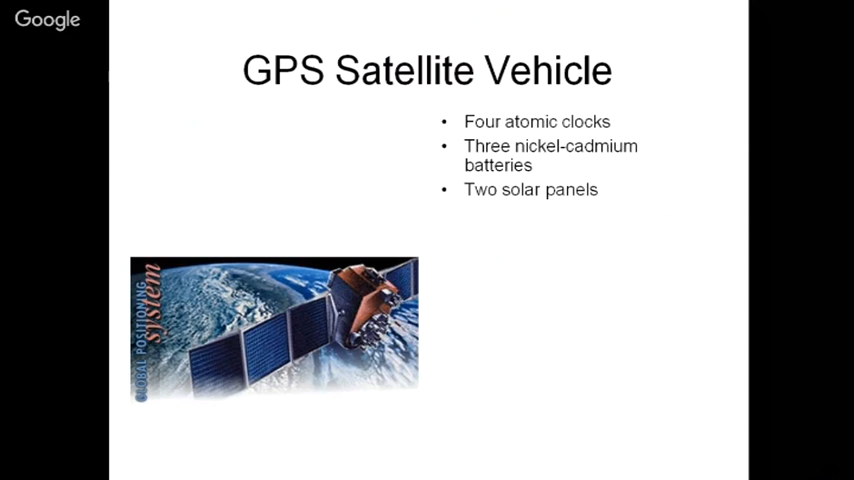 Google
GPS Satellite Vehicle
• Four atomic clocks
• Three nickel-cadmium
batteries
• Two solar panels
GLOBAL POSITIONING
system